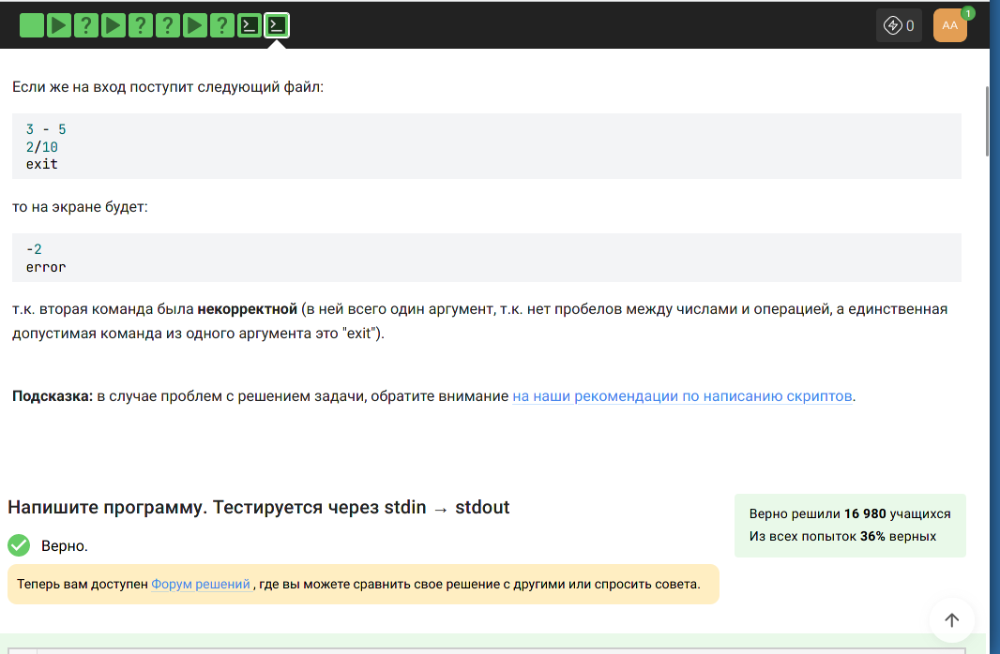 ? ? ? ?
0
AA
1
Если же на вход поступит следующий файл:
3 - 5
2/10
exit
то на экране будет:
-2
error
т.к. вторая команда была некорректной (в ней всего один аргумент, т.к. нет пробелов между числами и операцией, а единственная
допустимая команда из одного аргумента это "exit").
Подсказка: в случае проблем с решением задачи, обратите внимание на наши рекомендации по написанию скриптов.
Напишите программу. Тестируется через stdin → stdout
Верно решили 16 980 учащихся
Из всех попыток 36% верных
Верно.
Теперь вам доступен Форум решений , где вы можете сравнить свое решение с другими или спросить совета.